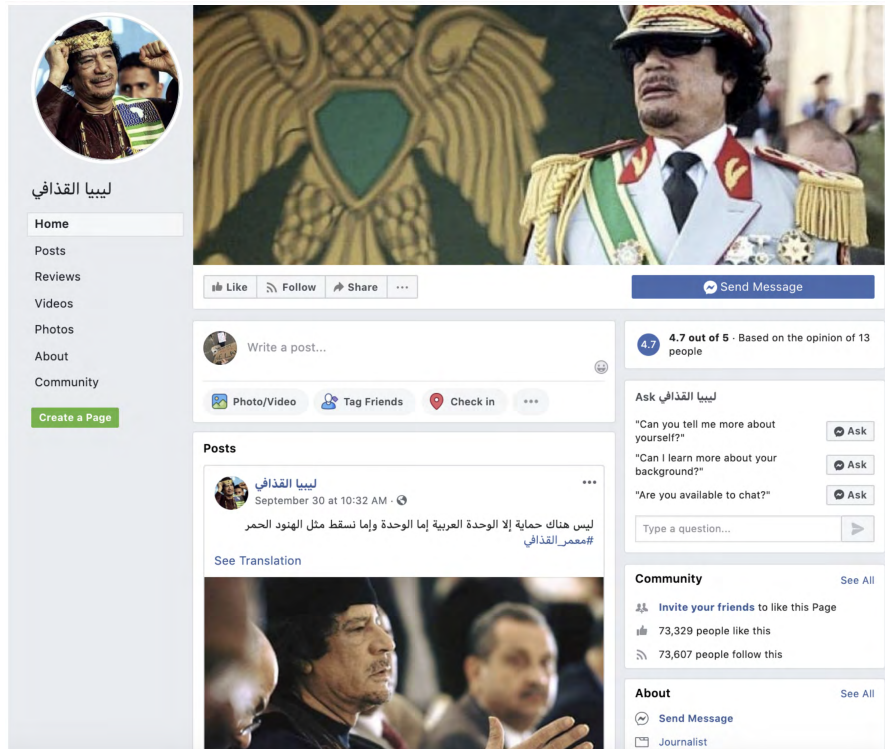 ليبيا القذافي
Home
Posts
Reviews
Videos
Photos
About
Community
Create a Page
Like
Follow
Share
...
Send Message
Write a post...
Photo/Video
Tag Friends
Check in
Posts
ليبيا القذافي
September 30 at 10:32 AM ·
ليس هناك حماية إلا الوحدة العربية إما الوحدة وإما نسقط مثل الهنود الحمر
#معمر_القذافي
See Translation
4.7
4.7 out of 5 · Based on the opinion of 13
people
Ask ليبيا القذافي
"Can you tell me more about
yourself?"
Ask
"Can I learn more about your
background?"
Ask
"Are you available to chat?"
Ask
Type a question...
Community
See All
Invite your friends to like this Page
73,329 people like this
73,607 people follow this
About
See All
Send Message
Journalist